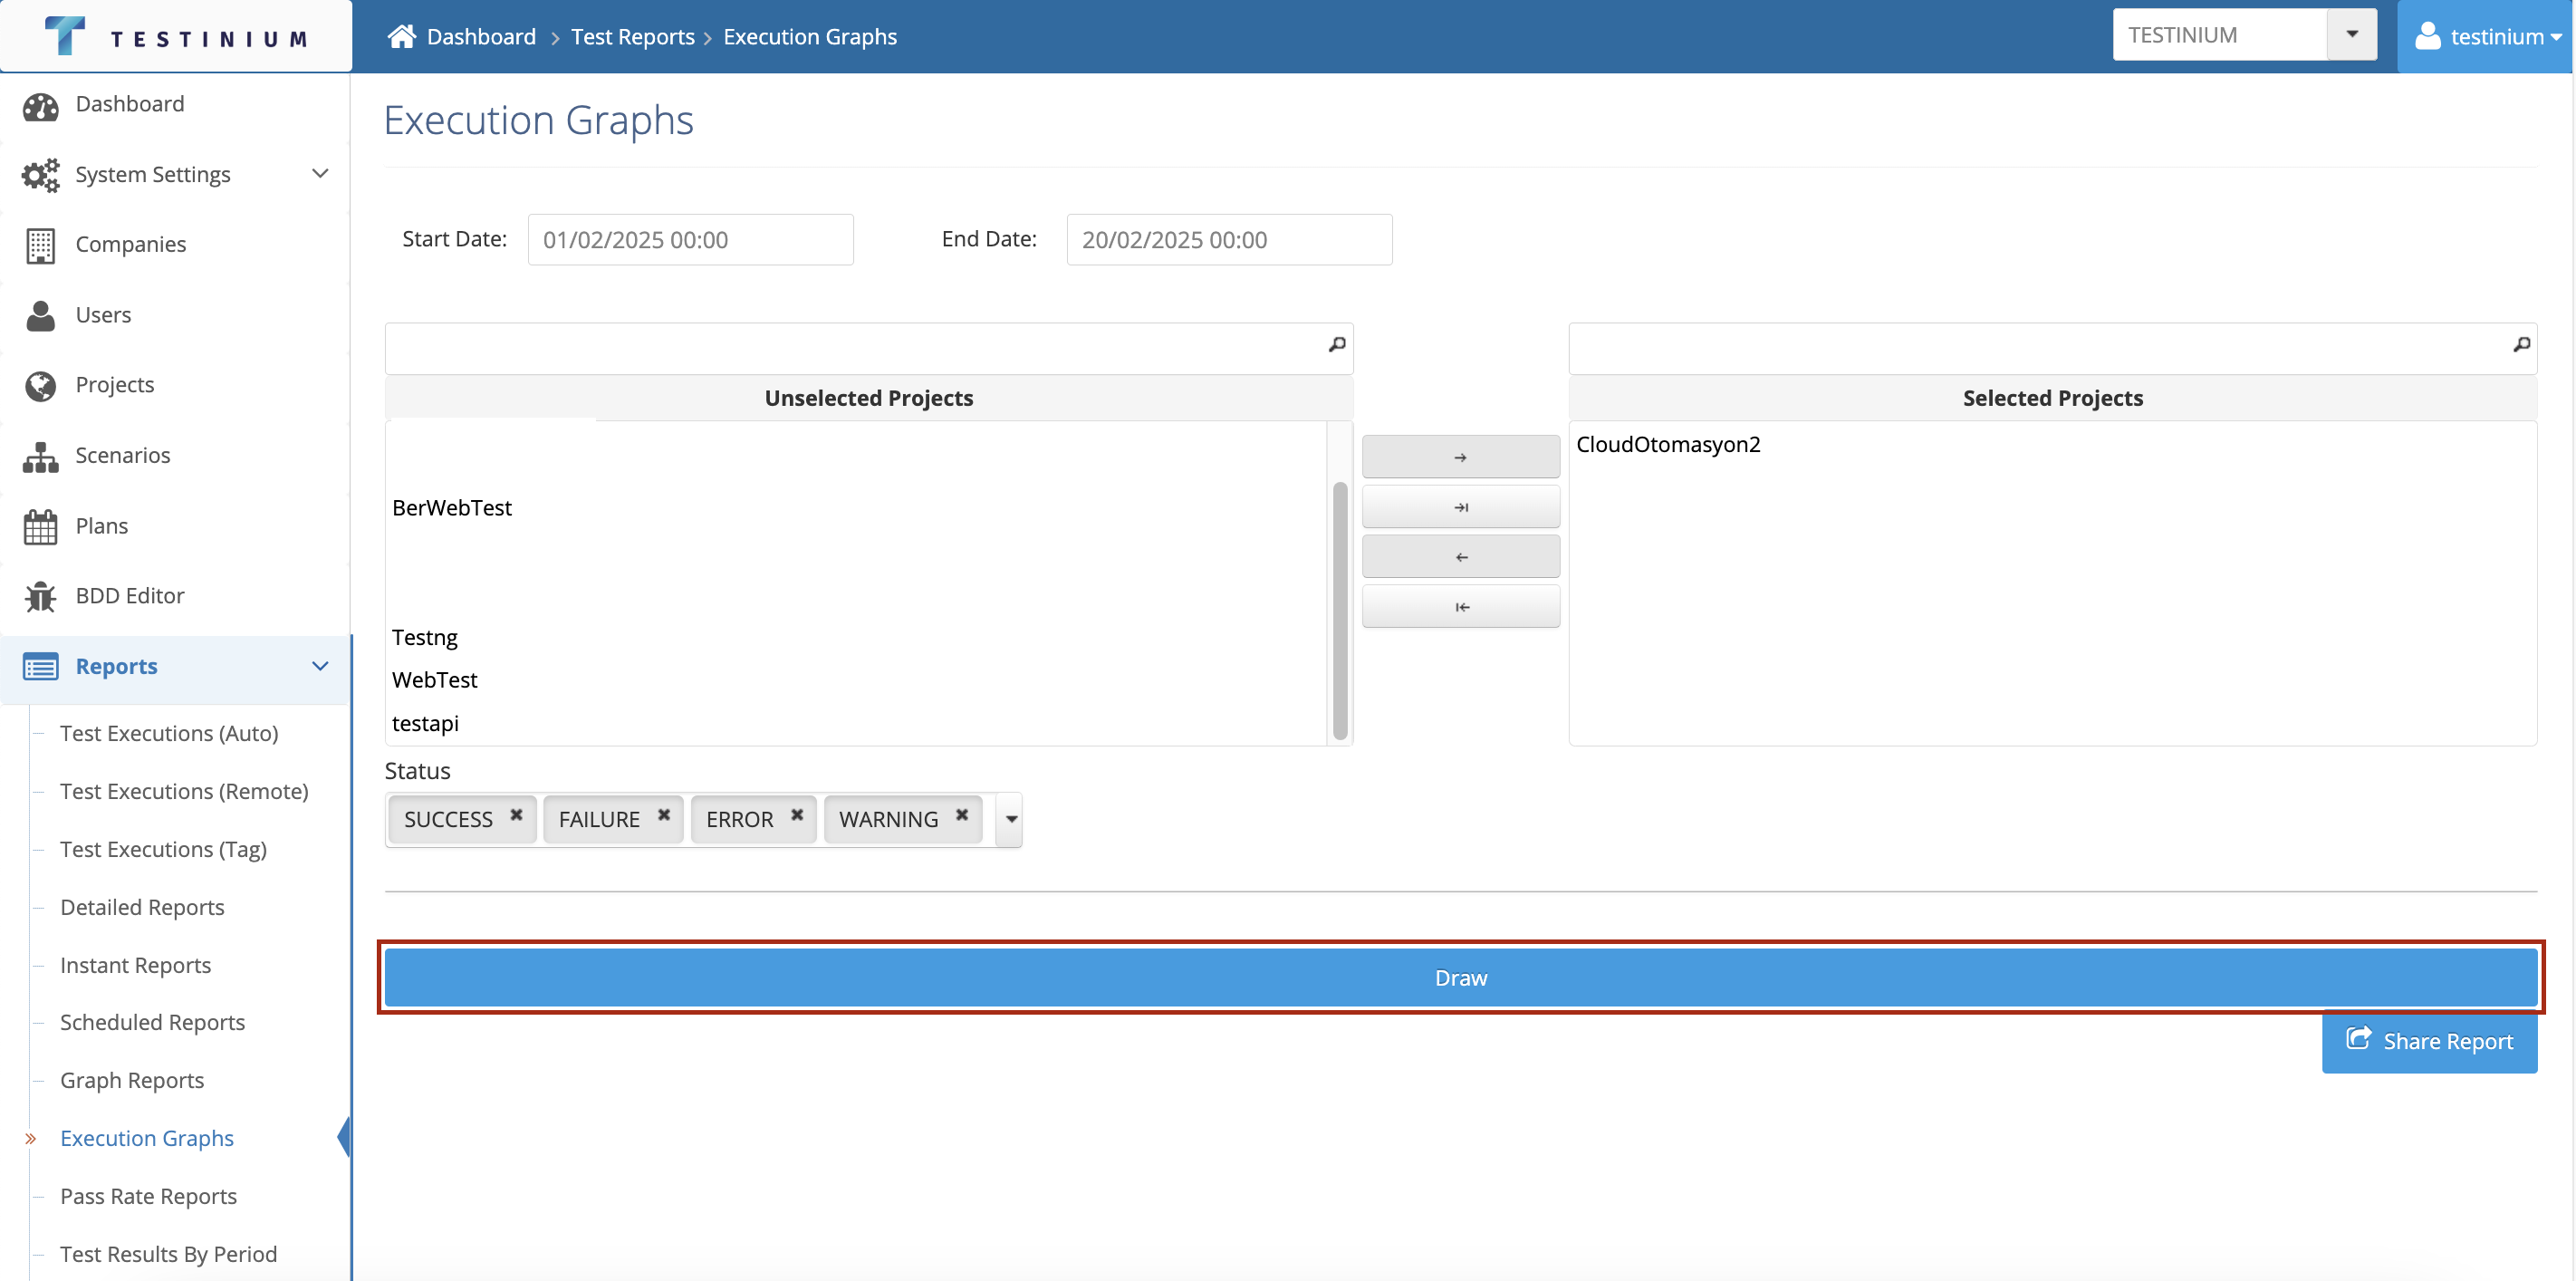 TESTINIUM
Dashboard > Test Reports > Execution Graphs
TESTINIUM
testinium
Dashboard
System Settings
Companies
Users
Projects
Scenarios
Plans
BDD Editor
Reports
Test Executions (Auto)
Test Executions (Remote)
Test Executions (Tag)
Detailed Reports
Instant Reports
Scheduled Reports
Graph Reports
Execution Graphs
Pass Rate Reports
Test Results By Period
Execution Graphs
Start Date: 01/02/2025 00:00 End Date: 20/02/2025 00:00
Unselected Projects
BerWebTest
Testng
WebTest
testapi
Selected Projects
CloudOtomasyon2
Status
SUCCESS FAILURE ERROR WARNING
Draw
Share Report